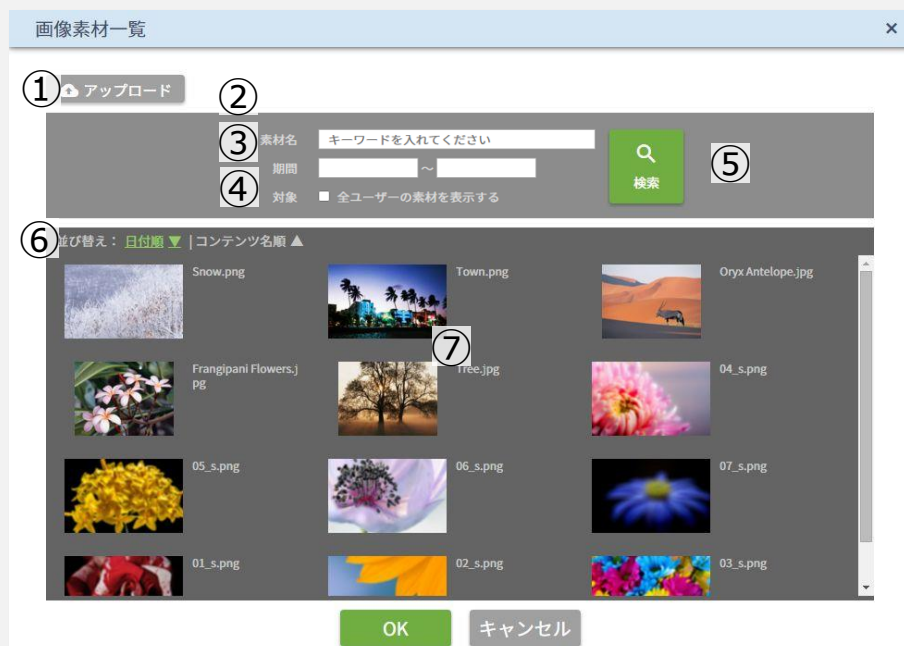 画像素材一覧 ×
① アップロード
②
③ 素材名 キーワードを入れてください
期間 ～
④ 対象 全ユーザーの素材を表示する
検索 ⑤
⑥ 並び替え： 日付順 ▼ | コンテンツ名順 ▲
Snow.png Town.png Oryx Antelope.jpg
⑦
Frangipani Flowers.j Tree.jpg 04_s.png
pg
05_s.png 06_s.png 07_s.png
01_s.png 02_s.png 03_s.png
OK キャンセル